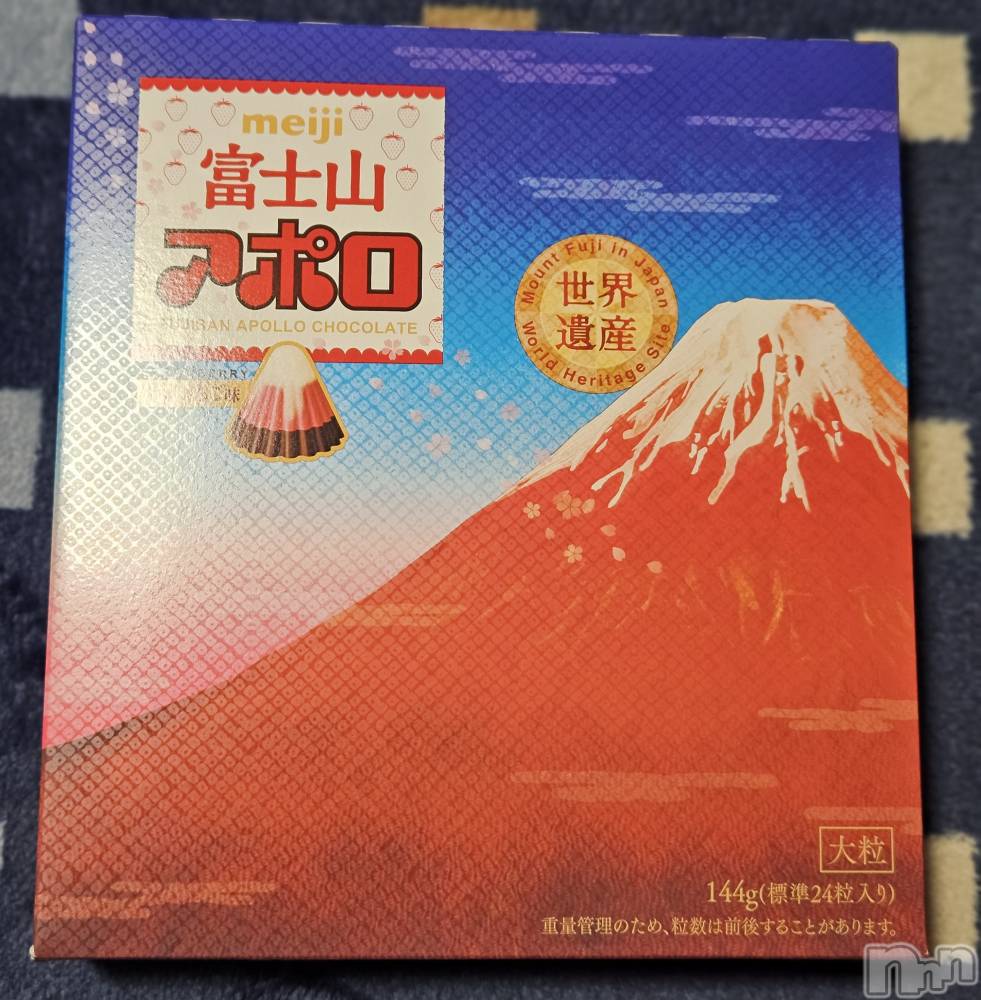 meiji
富士山
アポロ
FUJISAN APOLLO CHOCOLATE
味
Mount Fuji in Japan
世界
遺産
World Heritage Site
大粒
144g(標準24粒入り)
重量管理のため、粒数は前後することがあります。
nnn